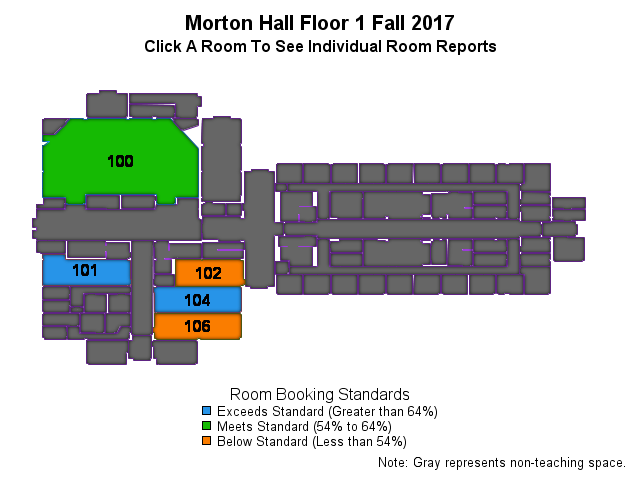 Morton Hall Floor 1 Fall 2017
Click A Room To See Individual Room Reports
100
101
102
104
106
Room Booking Standards
Exceeds Standard (Greater than 64%)
Meets Standard (54% to 64%)
Below Standard (Less than 54%)
Note: Gray represents non-teaching space.